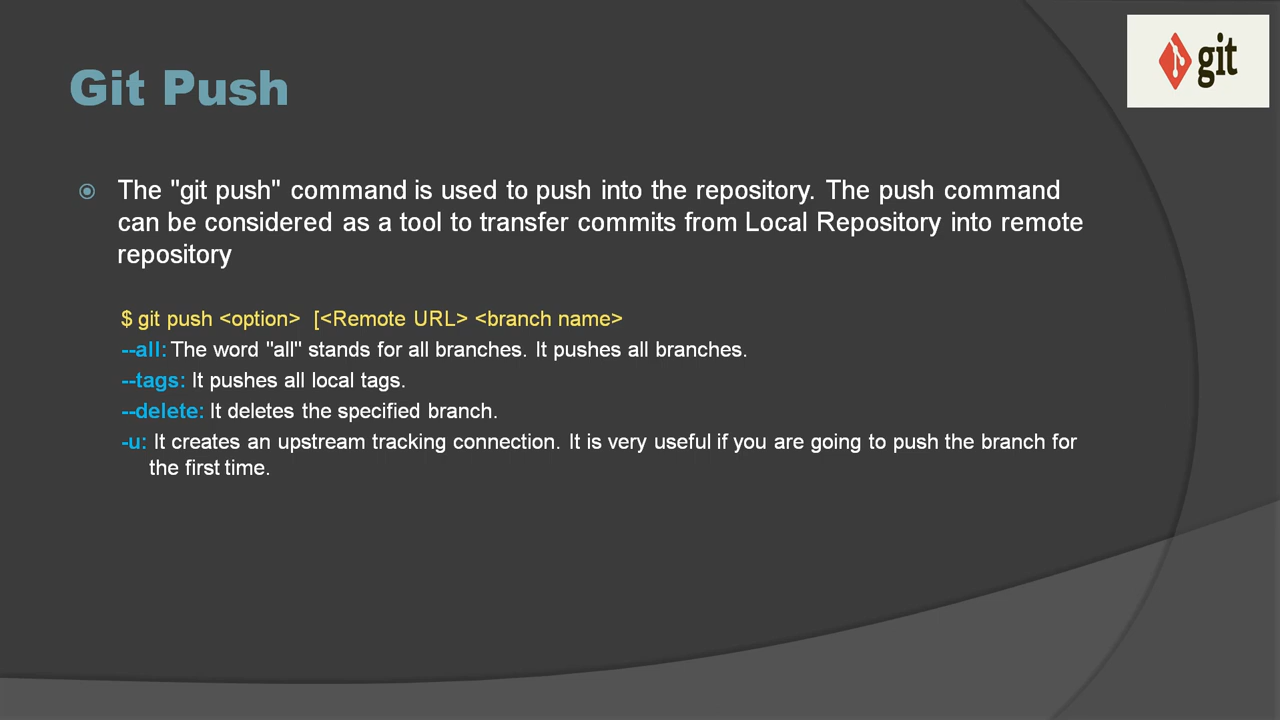 git
Git Push
The "git push" command is used to push into the repository. The push command
can be considered as a tool to transfer commits from Local Repository into remote
repository
$ git push <option> [<Remote URL> <branch name>
--all: The word "all" stands for all branches. It pushes all branches.
--tags: It pushes all local tags.
--delete: It deletes the specified branch.
-u: It creates an upstream tracking connection. It is very useful if you are going to push the branch for
the first time.